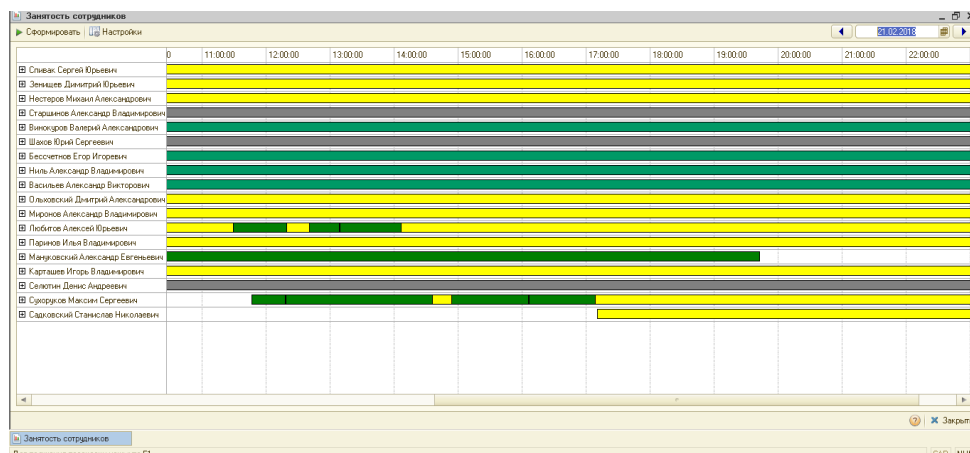 Занятость сотрудников
Сформировать Настройки 21.02.2018
0 11:00:00 12:00:00 13:00:00 14:00:00 15:00:00 16:00:00 17:00:00 18:00:00 19:00:00 20:00:00 21:00:00 22:00:00
Спивак Сергей Юрьевич
Зенищев Димитрий Юрьевич
Нестеров Михаил Александрович
Старшинов Александр Владимирович
Винокуров Валерий Александрович
Шахов Юрий Сергеевич
Бессчетнов Егор Игоревич
Ниль Александр Владимирович
Васильев Александр Викторович
Ольховский Дмитрий Александрович
Миронов Александр Владимирович
Любитов Алексей Юрьевич
Паринов Илья Владимирович
Мануковский Александр Евгеньевич
Карташев Игорь Владимирович
Селютин Денис Андреевич
Сухоруков Максим Сергеевич
Садковский Станислав Николаевич
Закрыть
Занятость сотрудников